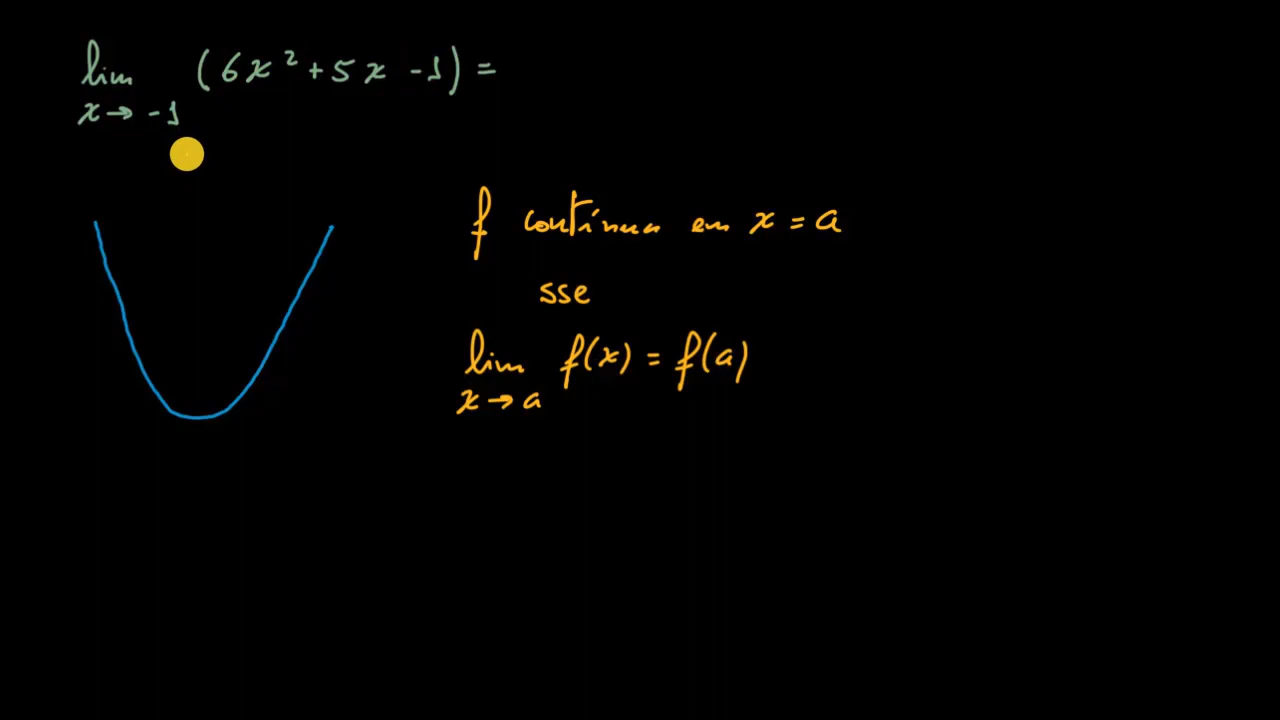 lim (6x² + 5x - 1) =
x → -1
f contínua em x = a
sse
lim f(x) = f(a)
x → a